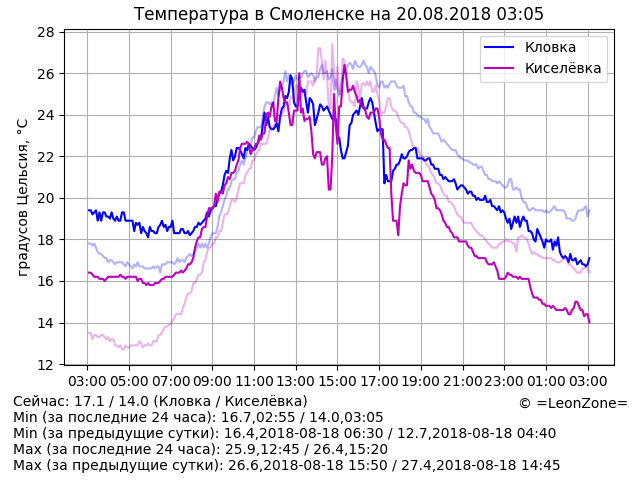 Температура в Смоленске на 20.08.2018 03:05
градусов Цельсия, °C
28
26
24
22
20
18
16
14
12
Кловка
Киселёвка
03:00 05:00 07:00 09:00 11:00 13:00 15:00 17:00 19:00 21:00 23:00 01:00 03:00
Сейчас: 17.1 / 14.0 (Кловка / Киселёвка)
© =LeonZone=
Min (за последние 24 часа): 16.7,02:55 / 14.0,03:05
Min (за предыдущие сутки): 16.4,2018-08-18 06:30 / 12.7,2018-08-18 04:40
Max (за последние 24 часа): 25.9,12:45 / 26.4,15:20
Max (за предыдущие сутки): 26.6,2018-08-18 15:50 / 27.4,2018-08-18 14:45